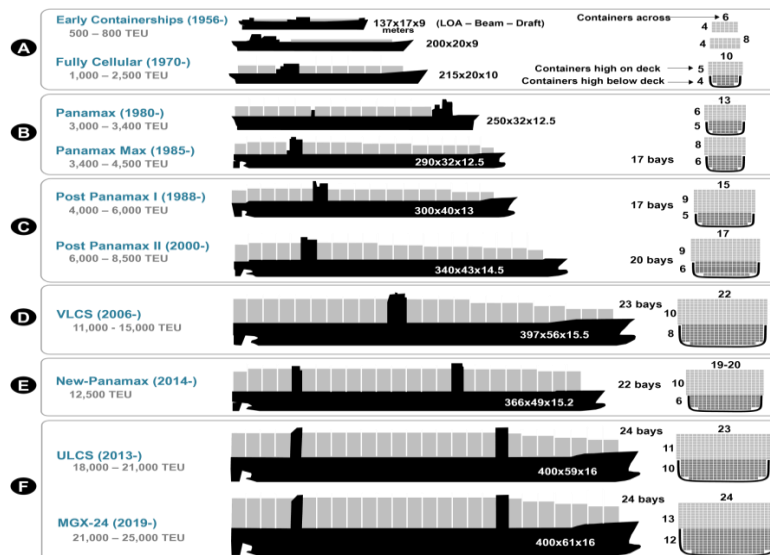 A
Early Containerships (1956-)
500 – 800 TEU
137x17x9 (LOA – Beam – Draft)
meters
200x20x9
Containers across
6
4
4
8
Fully Cellular (1970-)
1,000 – 2,500 TEU
215x20x10
Containers high on deck
Containers high below deck
10
5
4
B
Panamax (1980-)
3,000 – 3,400 TEU
250x32x12.5
13
6
5
Panamax Max (1985-)
3,400 – 4,500 TEU
290x32x12.5
17 bays
8
6
C
Post Panamax I (1988-)
4,000 – 6,000 TEU
300x40x13
17 bays
15
9
5
Post Panamax II (2000-)
6,000 – 8,500 TEU
340x43x14.5
20 bays
17
9
6
D
VLCS (2006-)
11,000 - 15,000 TEU
397x56x15.5
23 bays
22
10
8
E
New-Panamax (2014-)
12,500 TEU
366x49x15.2
22 bays
19-20
10
6
F
ULCS (2013-)
18,000 – 21,000 TEU
400x59x16
24 bays
23
11
10
MGX-24 (2019-)
21,000 – 25,000 TEU
400x61x16
24 bays
24
13
12